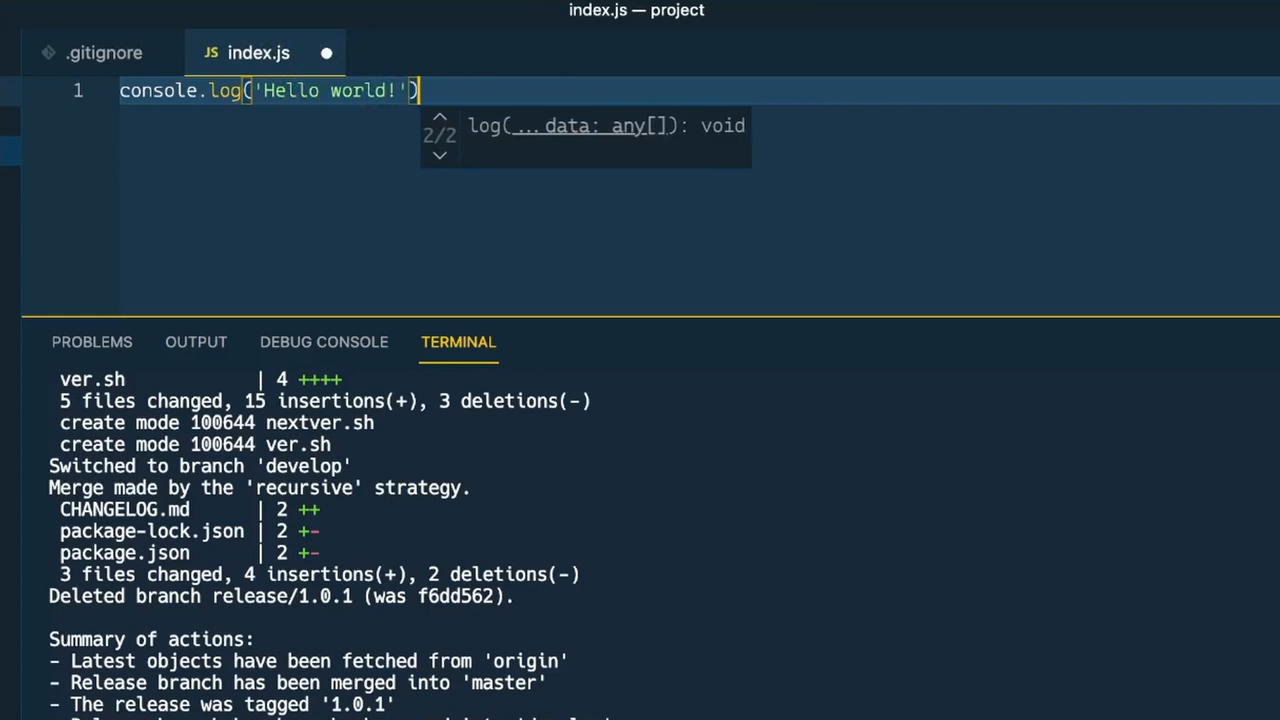 index.js — project
.gitignore
JS index.js
1 console.log('Hello world!')
2/2
log(...data: any[]): void
PROBLEMS OUTPUT DEBUG CONSOLE TERMINAL
ver.sh | 4 ++++
5 files changed, 15 insertions(+), 3 deletions(-)
create mode 100644 nextver.sh
create mode 100644 ver.sh
Switched to branch 'develop'
Merge made by the 'recursive' strategy.
CHANGELOG.md | 2 ++
package-lock.json | 2 +-
package.json | 2 +-
3 files changed, 4 insertions(+), 2 deletions(-)
Deleted branch release/1.0.1 (was f6dd562).
Summary of actions:
- Latest objects have been fetched from 'origin'
- Release branch has been merged into 'master'
- The release was tagged '1.0.1'